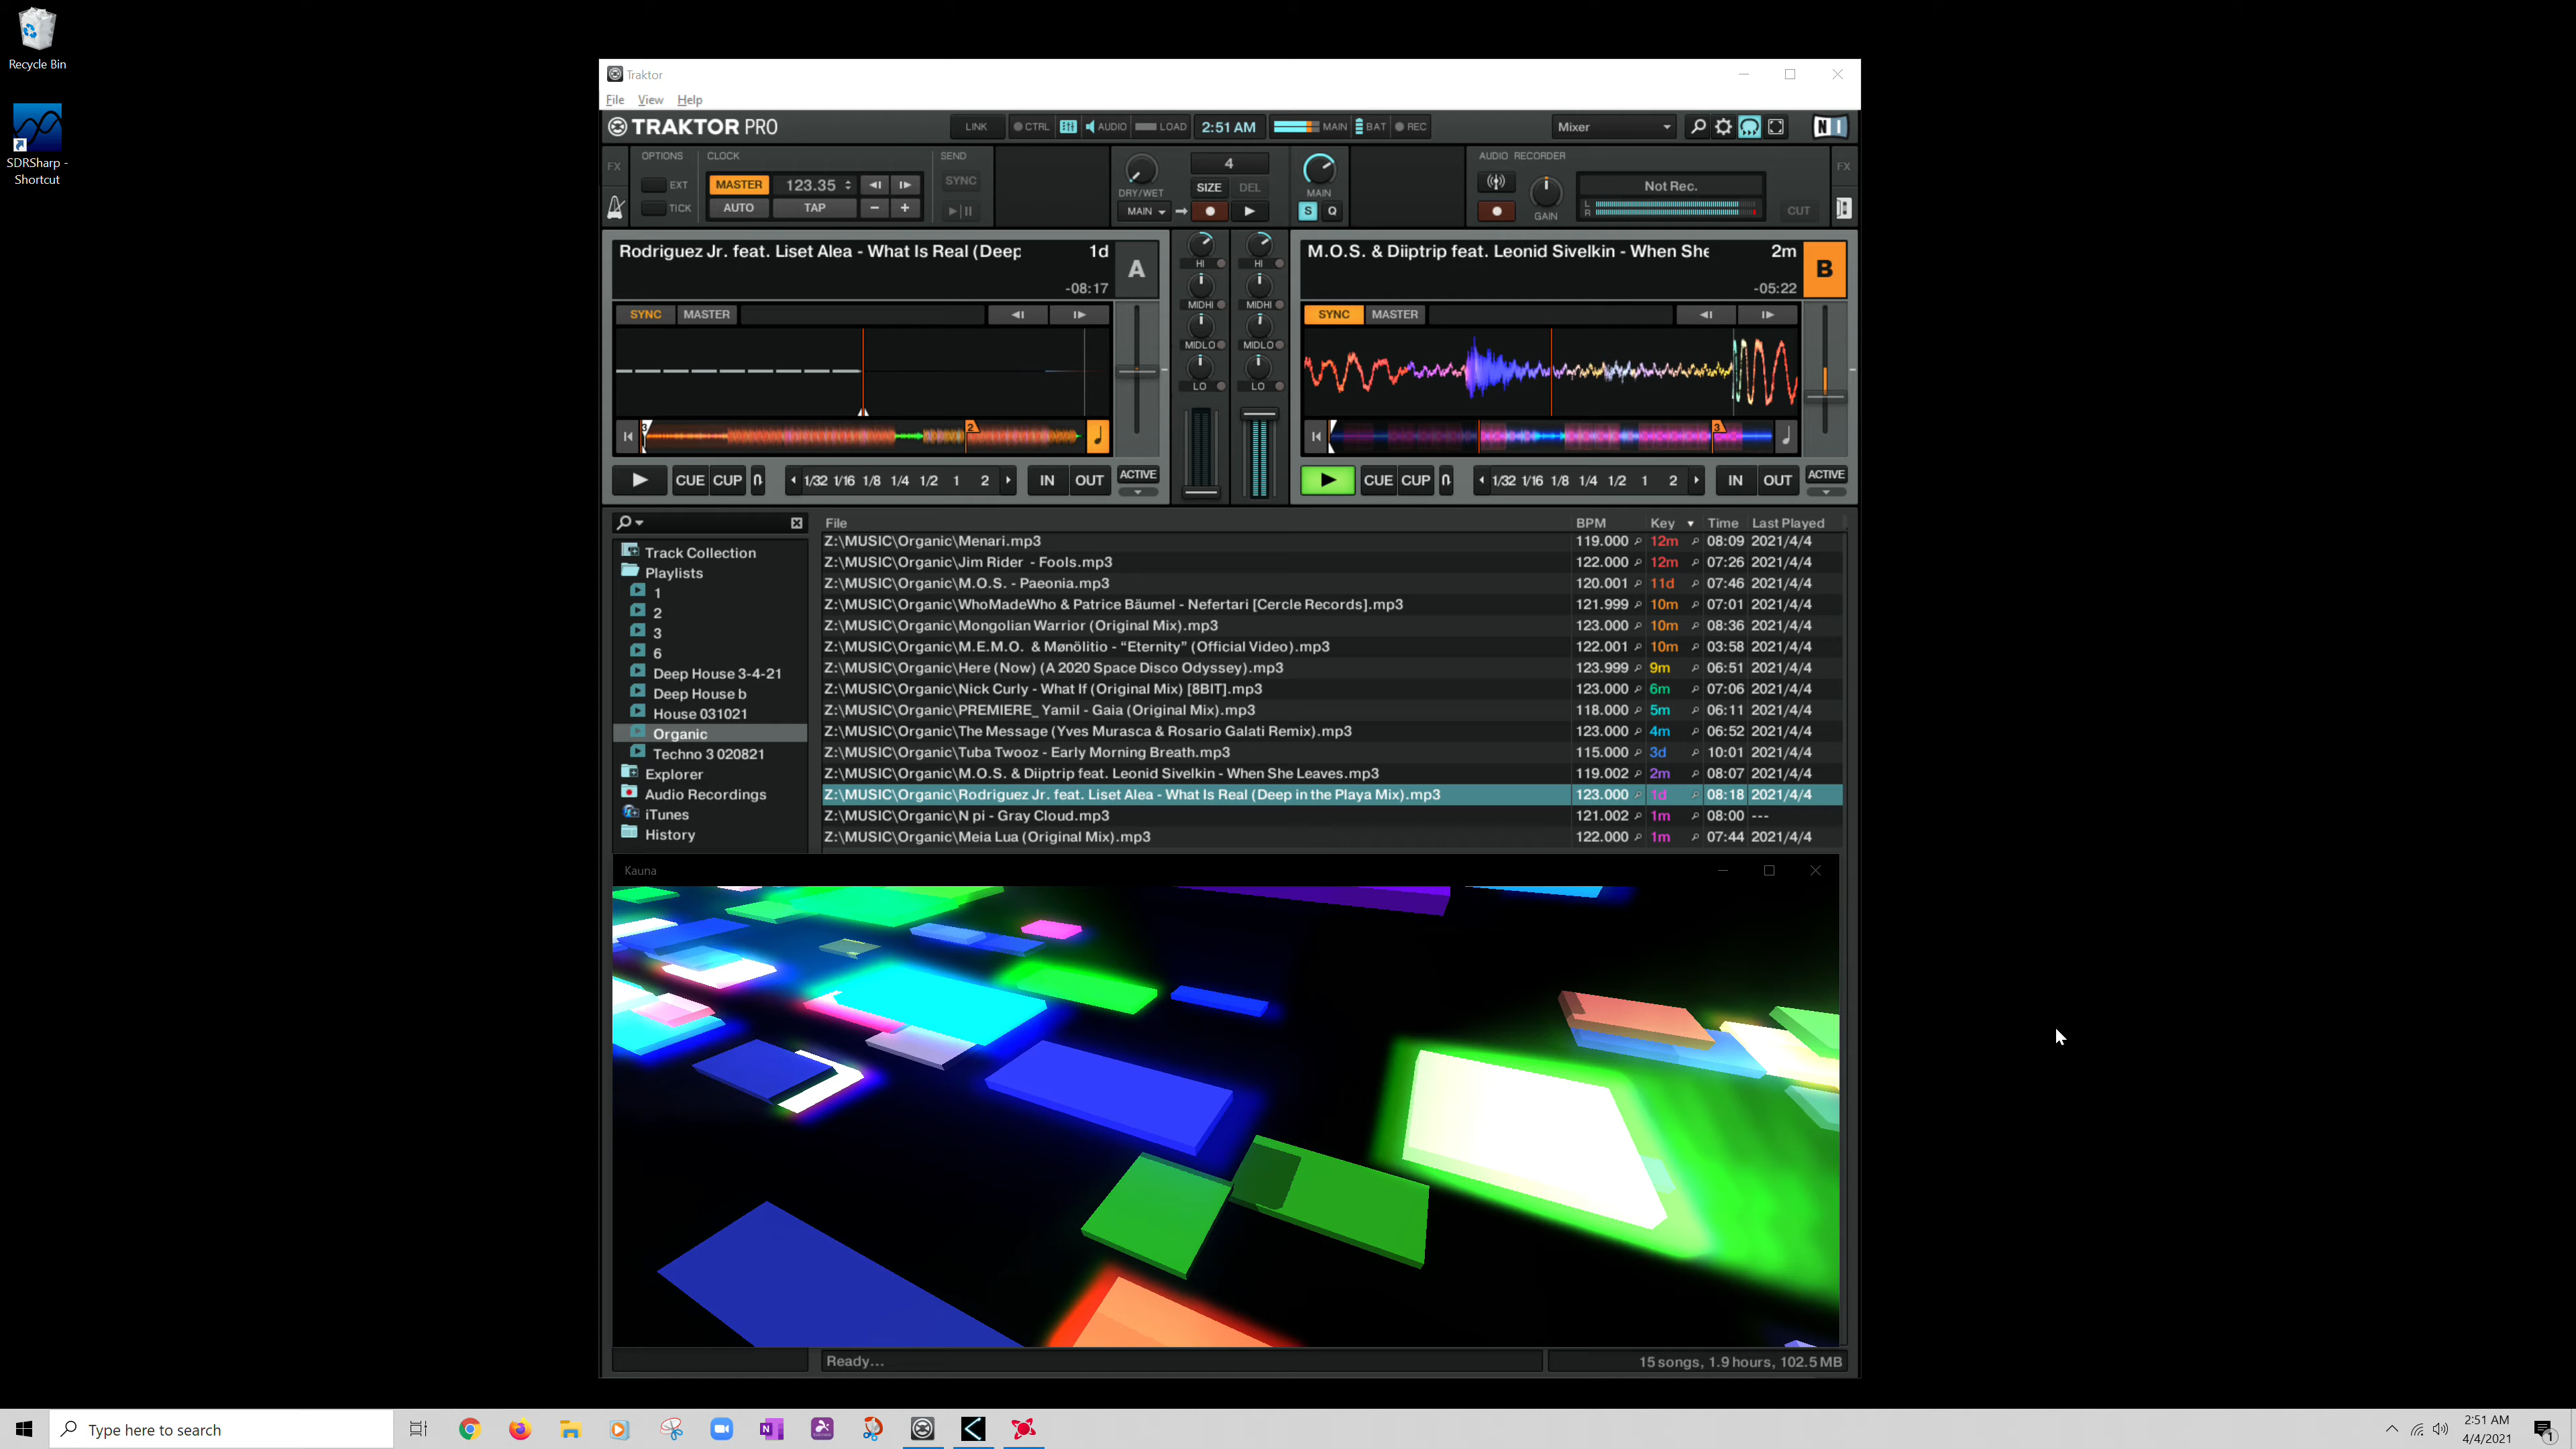 Recycle Bin
SDRSharp -
Shortcut
Traktor
File View Help
TRAKTOR PRO
LINK CTRL AUDIO LOAD 2:51 AM MAIN BAT REC Mixer
FX OPTIONS CLOCK SEND
EXT MASTER 123.35 SYNC
TICK AUTO TAP - +
DRY/WET 4 SIZE DEL MAIN
MAIN S Q
AUDIO RECORDER FX
Not Rec.
GAIN L R CUT
Rodriguez Jr. feat. Liset Alea - What Is Real (Deep 1d A
-08:17
SYNC MASTER
3 2
CUE CUP 1/32 1/16 1/8 1/4 1/2 1 2 IN OUT ACTIVE
HI HI
MIDHI MIDHI
MIDLO MIDLO
LO LO
M.O.S. & Diiptrip feat. Leonid Sivelkin - When She 2m B
-05:22
SYNC MASTER
3
CUE CUP 1/32 1/16 1/8 1/4 1/2 1 2 IN OUT ACTIVE
Track Collection
Playlists
1
2
3
6
Deep House 3-4-21
Deep House b
House 031021
Organic
Techno 3 020821
Explorer
Audio Recordings
iTunes
History
File BPM Key Time Last Played
Z:\MUSIC\Organic\Menari.mp3 119.000 12m 08:09 2021/4/4
Z:\MUSIC\Organic\Jim Rider - Fools.mp3 122.000 12m 07:26 2021/4/4
Z:\MUSIC\Organic\M.O.S. - Paeonia.mp3 120.001 11d 07:46 2021/4/4
Z:\MUSIC\Organic\WhoMadeWho & Patrice Bäumel - Nefertari [Cercle Records].mp3 121.999 10m 07:01 2021/4/4
Z:\MUSIC\Organic\Mongolian Warrior (Original Mix).mp3 123.000 10m 08:36 2021/4/4
Z:\MUSIC\Organic\M.E.M.O. & Mønölitio - “Eternity” (Official Video).mp3 122.001 10m 03:58 2021/4/4
Z:\MUSIC\Organic\Here (Now) (A 2020 Space Disco Odyssey).mp3 123.999 9m 06:51 2021/4/4
Z:\MUSIC\Organic\Nick Curly - What If (Original Mix) [8BIT].mp3 123.000 6m 07:06 2021/4/4
Z:\MUSIC\Organic\PREMIERE_ Yamil - Gaia (Original Mix).mp3 118.000 5m 06:11 2021/4/4
Z:\MUSIC\Organic\The Message (Yves Murasca & Rosario Galati Remix).mp3 123.000 4m 06:52 2021/4/4
Z:\MUSIC\Organic\Tuba Twooz - Early Morning Breath.mp3 115.000 3d 10:01 2021/4/4
Z:\MUSIC\Organic\M.O.S. & Diiptrip feat. Leonid Sivelkin - When She Leaves.mp3 119.002 2m 08:07 2021/4/4
Z:\MUSIC\Organic\Rodriguez Jr. feat. Liset Alea - What Is Real (Deep in the Playa Mix).mp3 123.000 1d 08:18 2021/4/4
Z:\MUSIC\Organic\N pi - Gray Cloud.mp3 121.002 1m 08:00 ---
Z:\MUSIC\Organic\Meia Lua (Original Mix).mp3 122.000 1m 07:44 2021/4/4
Kauna
Ready...
15 songs, 1.9 hours, 102.5 MB
Type here to search
2:51 AM
4/4/2021
1